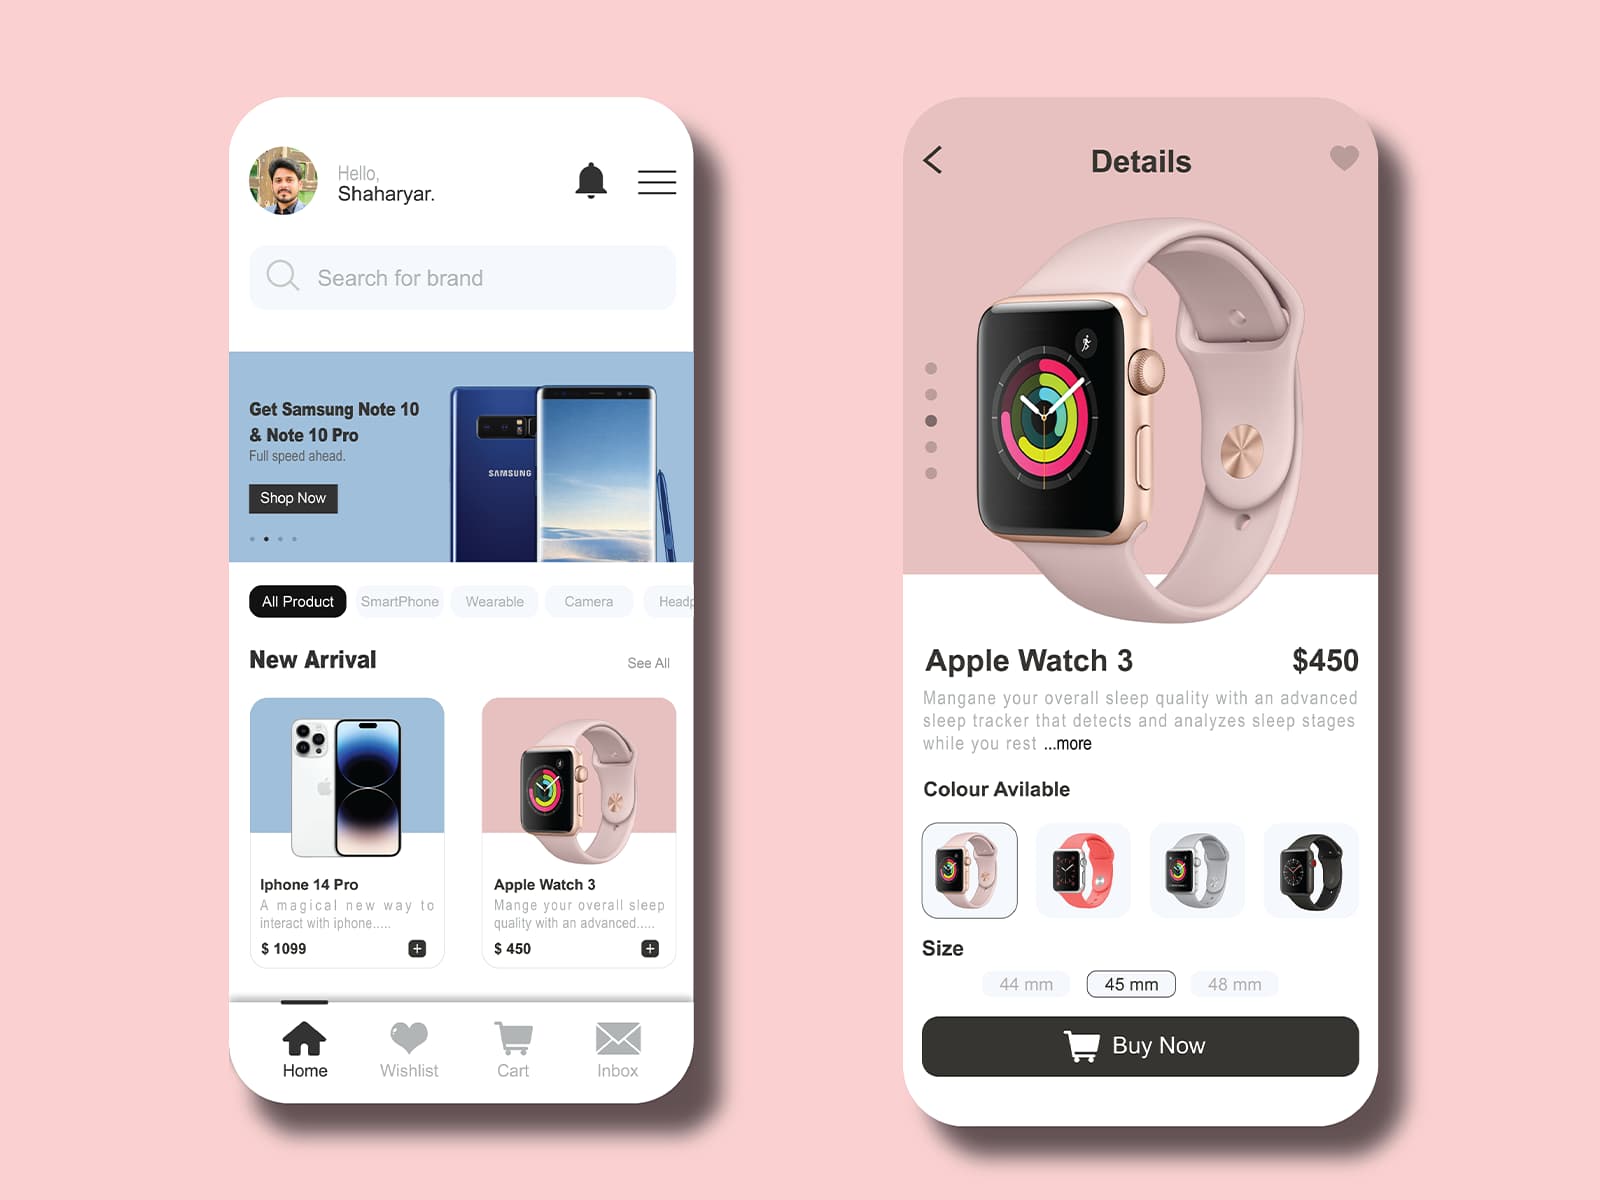 Hello,
Shaharyar.
Search for brand
Get Samsung Note 10
& Note 10 Pro
Full speed ahead.
Shop Now
SAMSUNG
All Product
SmartPhone
Wearable
Camera
Headp
New Arrival
See All
Iphone 14 Pro
A magical new way to
interact with iphone.....
$ 1099
Apple Watch 3
Mange your overall sleep
quality with an advanced.....
$ 450
Home
Wishlist
Cart
Inbox
Details
Apple Watch 3
$450
Mangane your overall sleep quality with an advanced
sleep tracker that detects and analyzes sleep stages
while you rest ...more
Colour Avilable
Size
44 mm
45 mm
48 mm
Buy Now